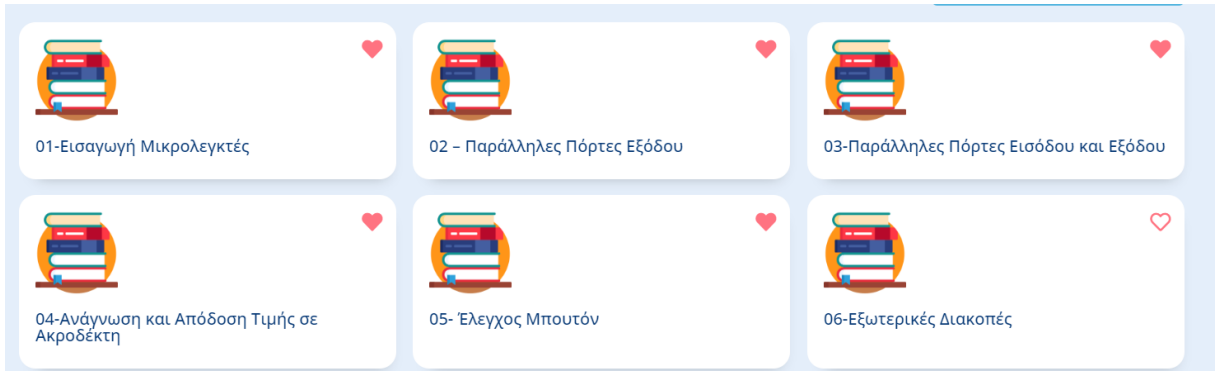 01-Εισαγωγή Μικρολεγκτές
02 – Παράλληλες Πόρτες Εξόδου
03-Παράλληλες Πόρτες Εισόδου και Εξόδου
04-Ανάγνωση και Απόδοση Τιμής σε
Ακροδέκτη
05- Έλεγχος Μπουτόν
06-Εξωτερικές Διακοπές